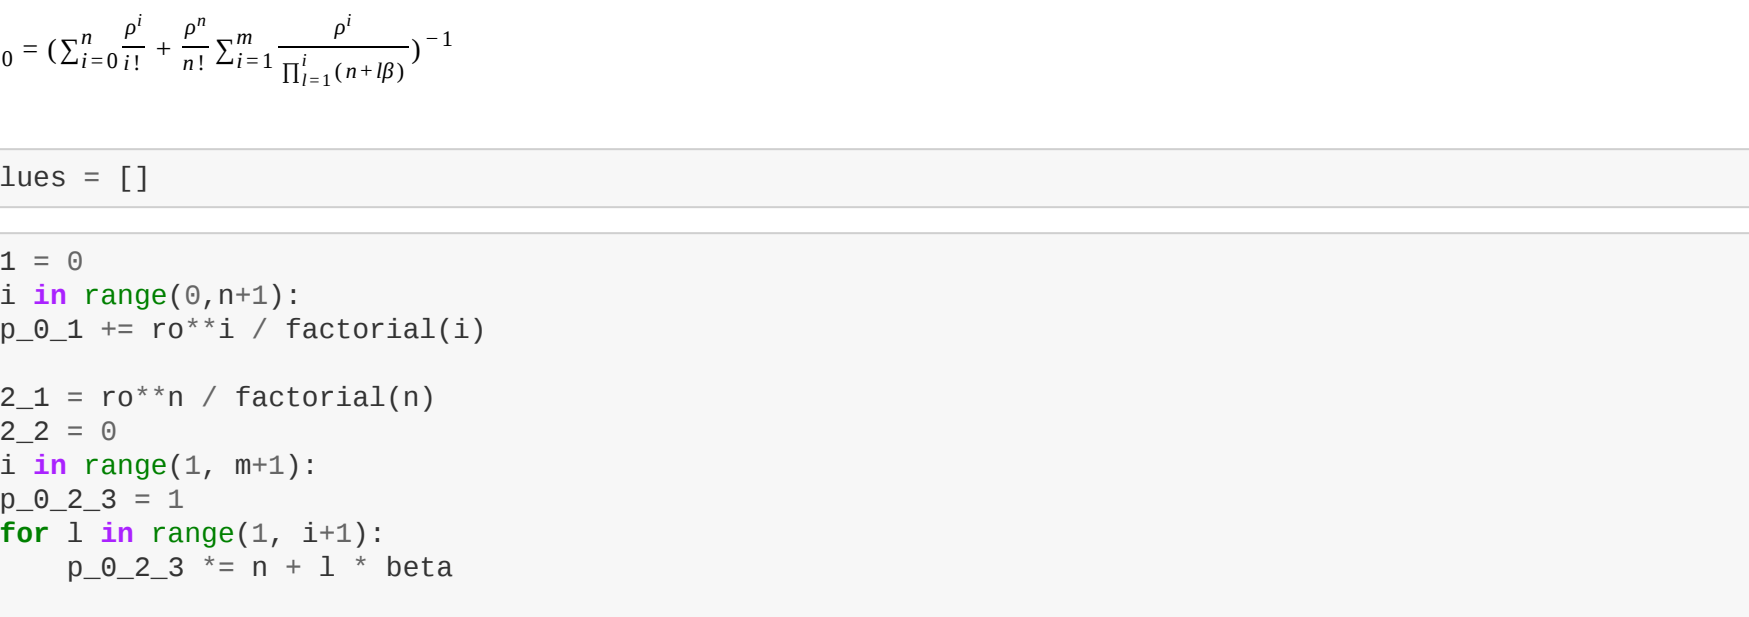 ₀ = (∑ⁿᵢ₌₀ ρⁱ/i! + ρⁿ/n! ∑ᵐᵢ₌₁ ρⁱ/∏ⁱₗ₌₁(n+lβ))⁻¹
lues = []
1 = 0
i in range(0,n+1):
p_0_1 += ro**i / factorial(i)
2_1 = ro**n / factorial(n)
2_2 = 0
i in range(1, m+1):
p_0_2_3 = 1
for l in range(1, i+1):
p_0_2_3 *= n + l * beta